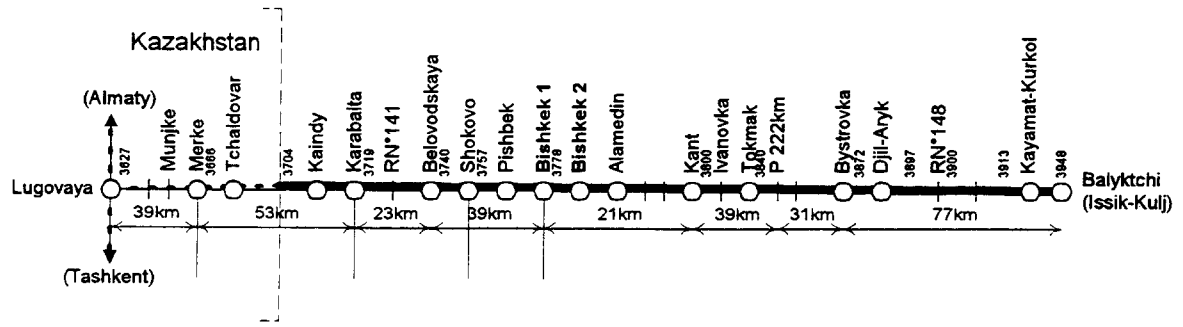 Kazakhstan
(Almaty)
Lugovaya
3627
Munjke
Merke
3666
Tchaldovar
3704
Kaindy
Karabalta
3719
RN°141
Belovodskaya
3740
Shokovo
3757
Pishbek
Bishkek 1
3778
Bishkek 2
Alamedin
Kant
3800
Ivanovka
Tokmak
3840
P 222km
Bystrovka
3872
Djil-Aryk
3897
RN°148
3900
3913
Kayamat-Kurkol
3948
Balyktchi
(Issik-Kulj)
39km
53km
23km
39km
21km
39km
31km
77km
(Tashkent)